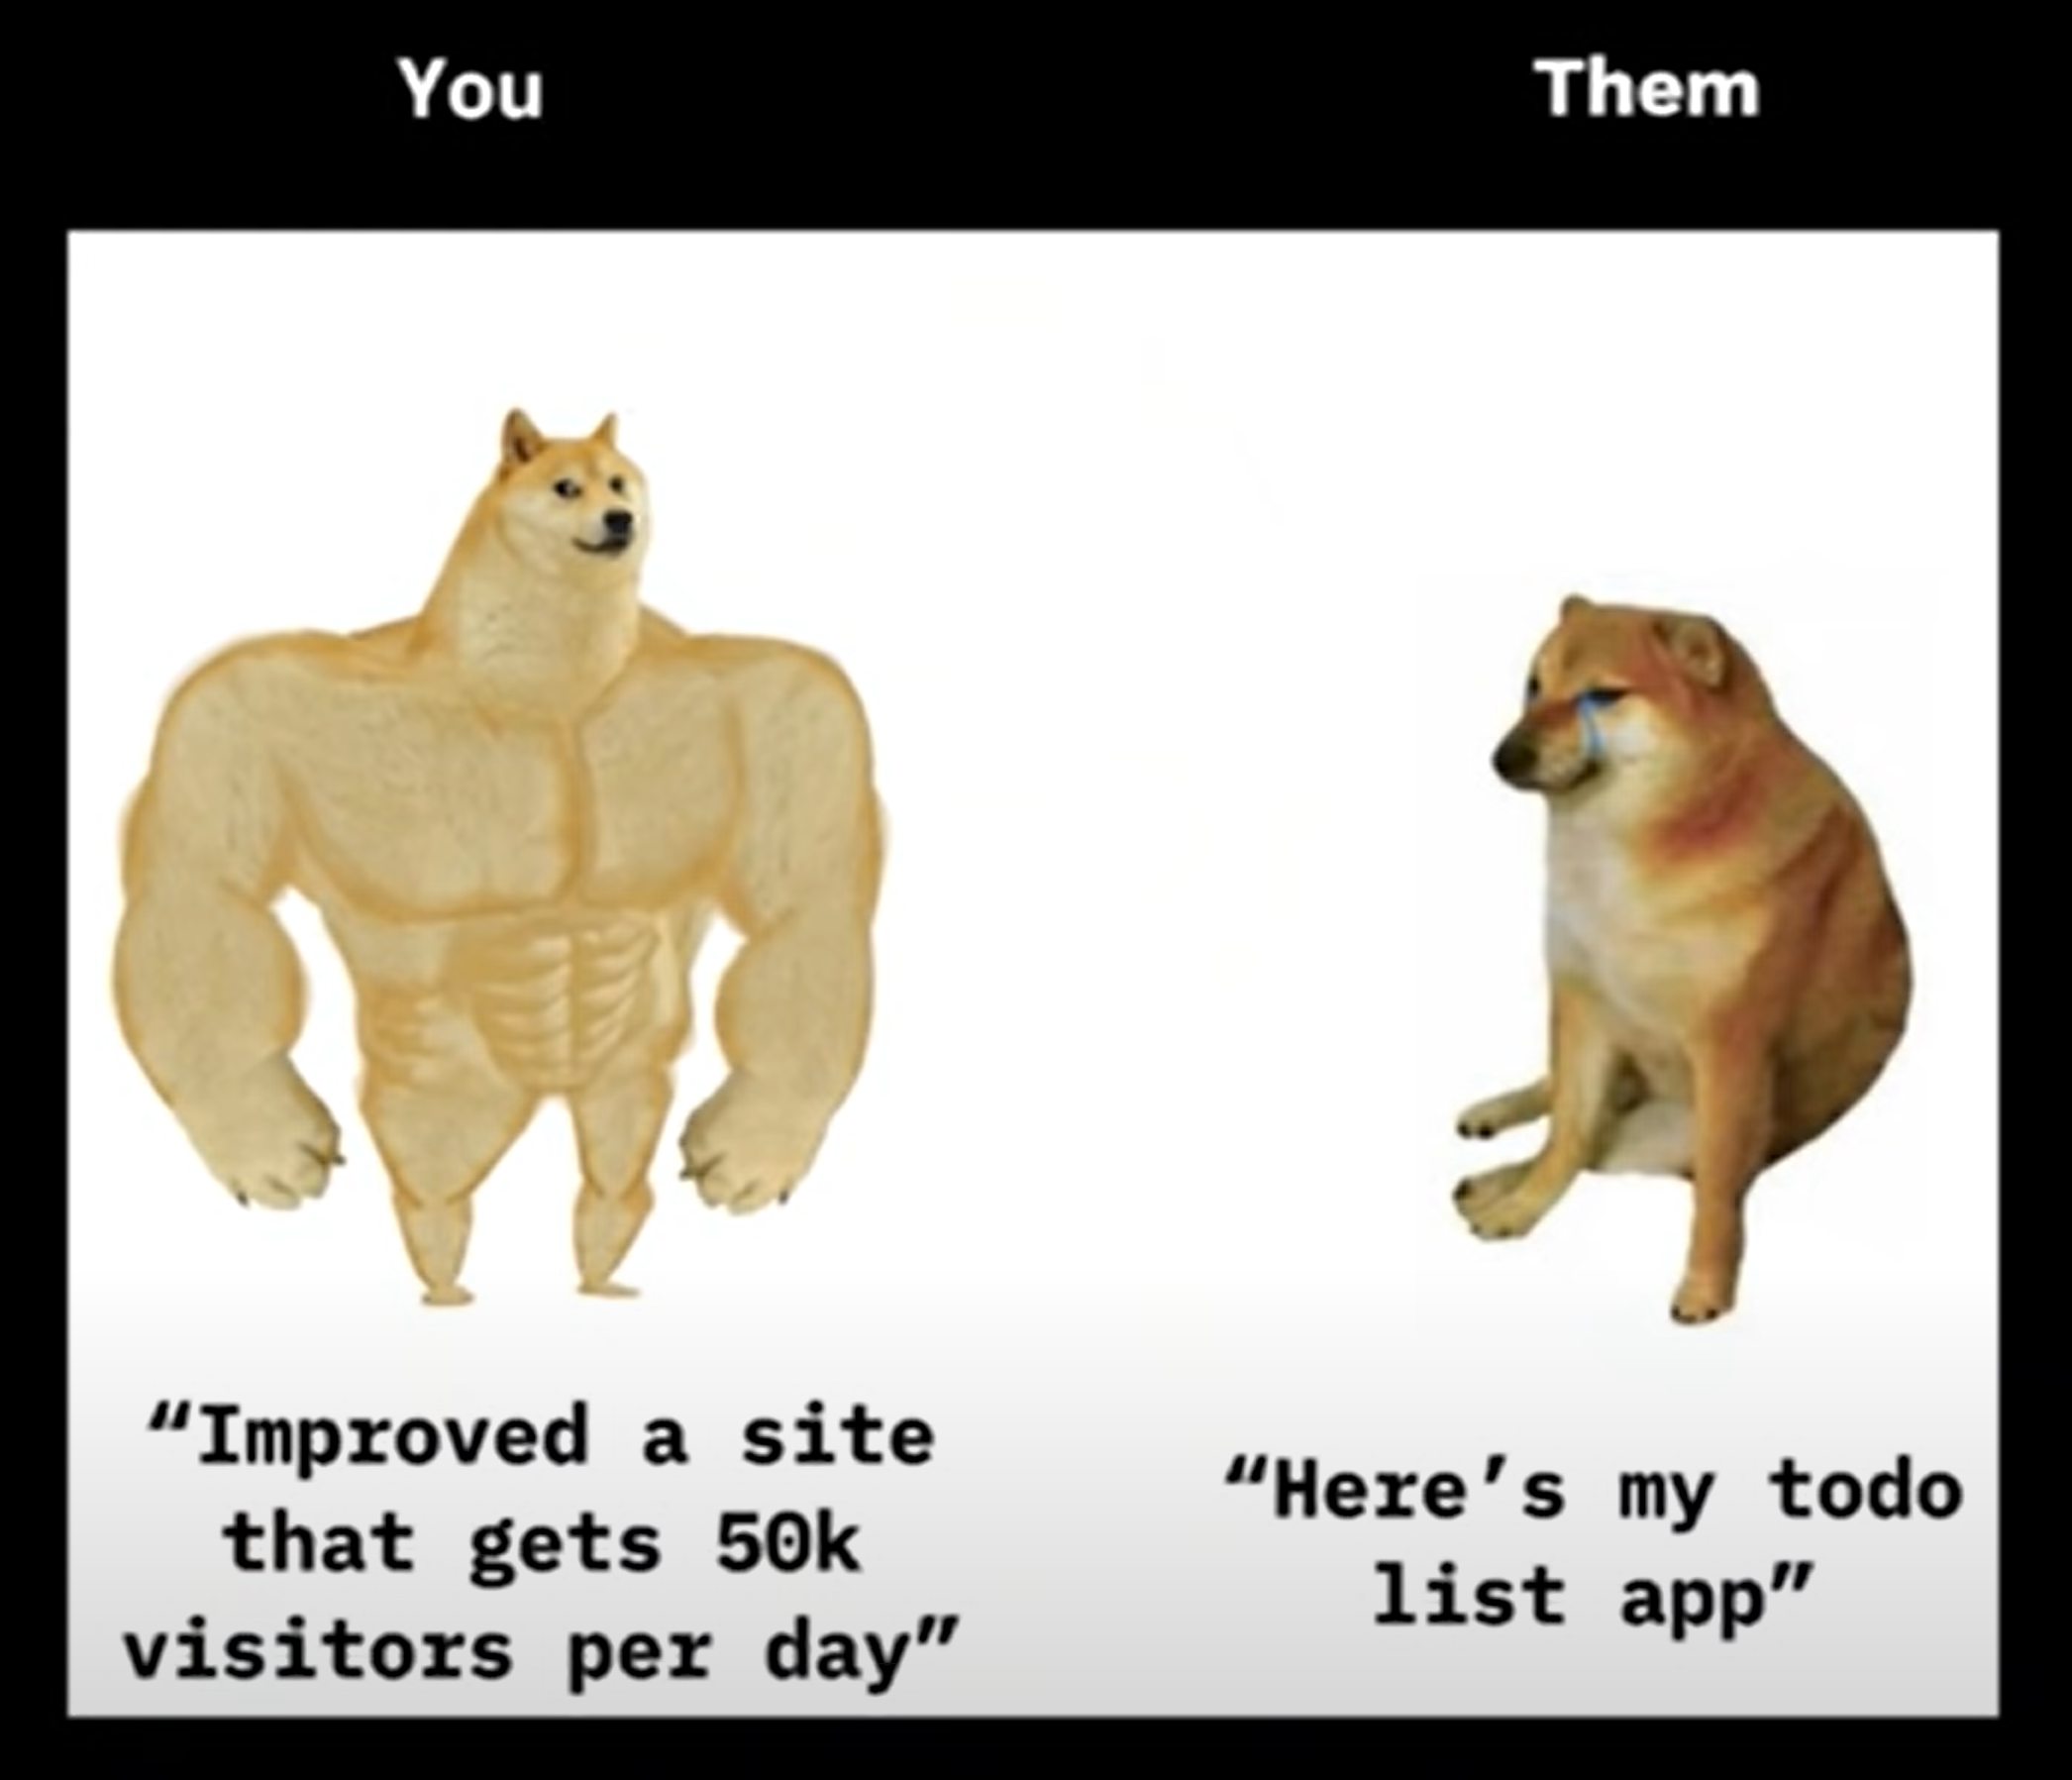 You
Them
“Improved a site
that gets 50k
visitors per day”
“Here’s my todo
list app”